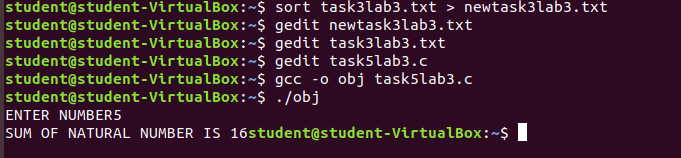 student@student-VirtualBox:~$ sort task3lab3.txt > newtask3lab3.txt
student@student-VirtualBox:~$ gedit newtask3lab3.txt
student@student-VirtualBox:~$ gedit task3lab3.txt
student@student-VirtualBox:~$ gedit task5lab3.c
student@student-VirtualBox:~$ gcc -o obj task5lab3.c
student@student-VirtualBox:~$ ./obj
ENTER NUMBER5
SUM OF NATURAL NUMBER IS 16student@student-VirtualBox:~$